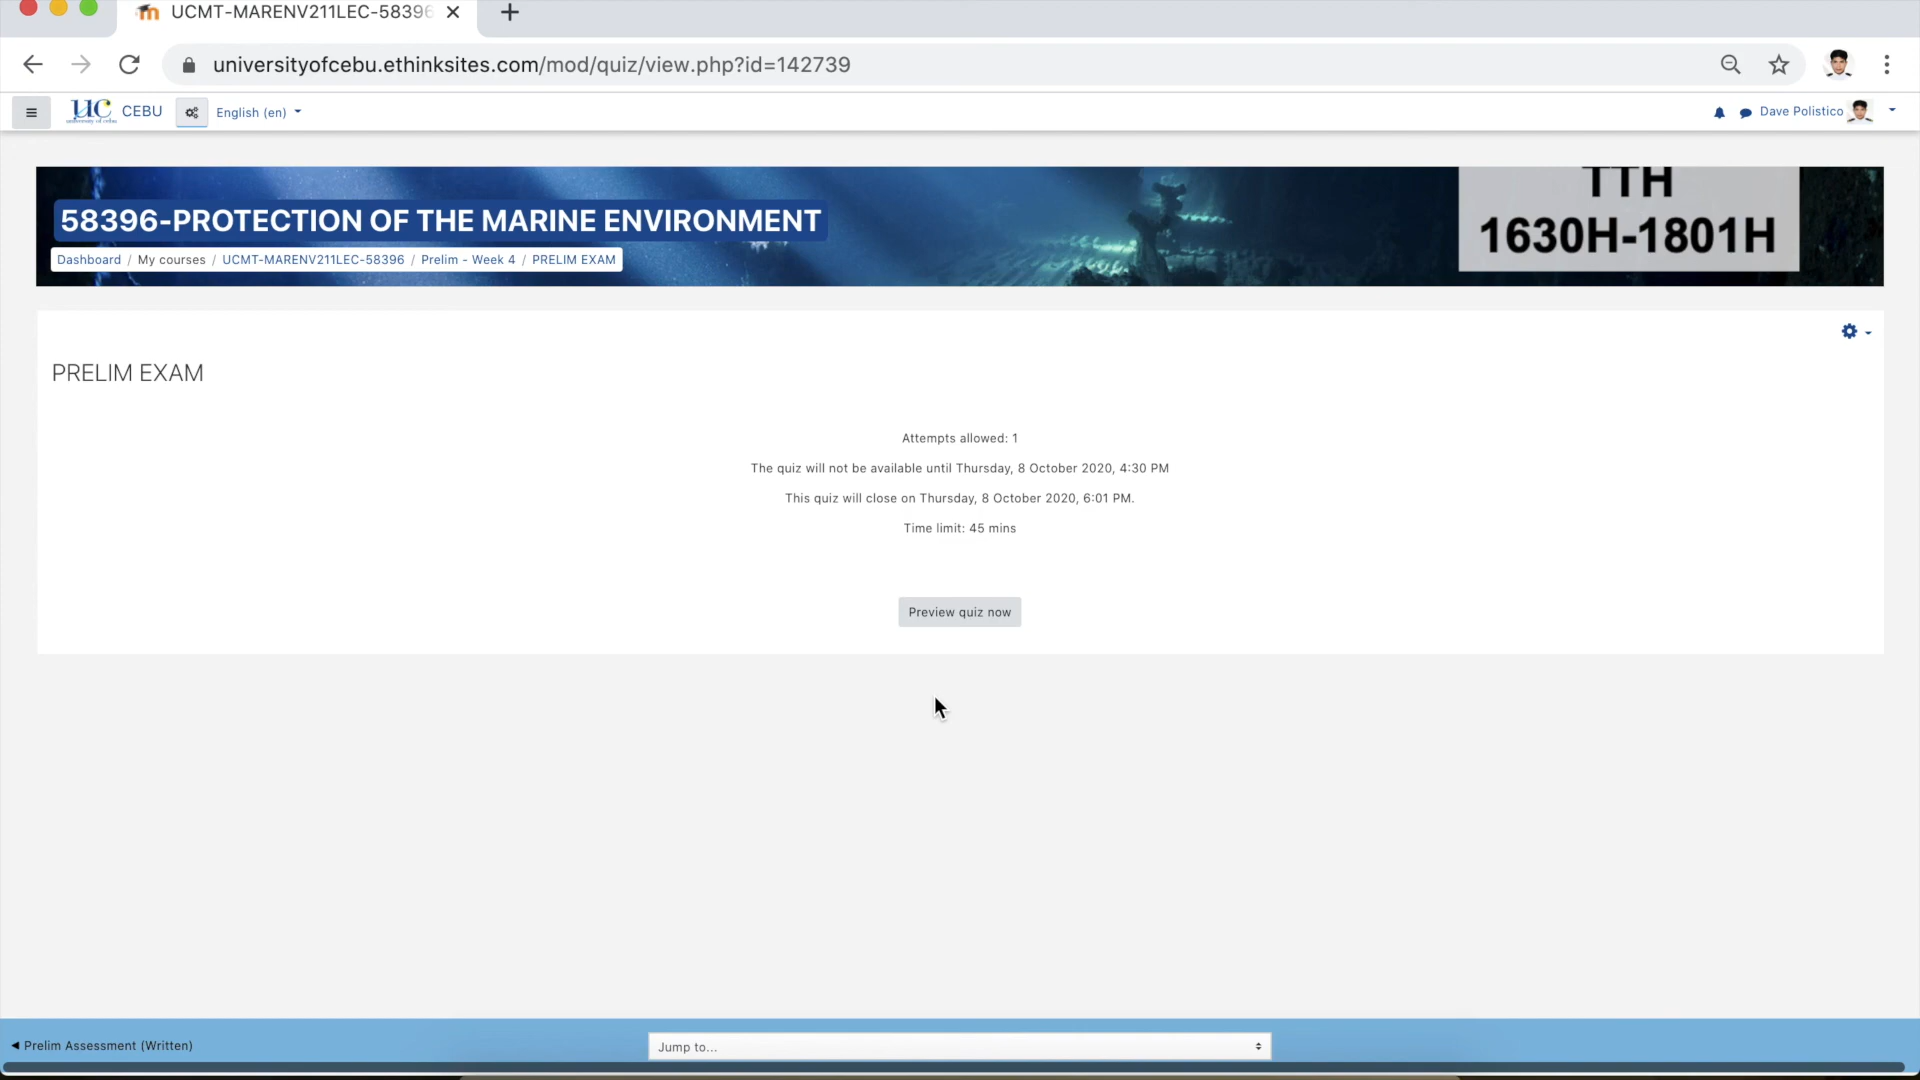 UCMT-MARENV211LEC-58396
universityofcebu.ethinksites.com/mod/quiz/view.php?id=142739
UC CEBU English (en) Dave Polistico
university of cebu
TTH
1630H-1801H
58396-PROTECTION OF THE MARINE ENVIRONMENT
Dashboard / My courses / UCMT-MARENV211LEC-58396 / Prelim - Week 4 / PRELIM EXAM
PRELIM EXAM
Attempts allowed: 1
The quiz will not be available until Thursday, 8 October 2020, 4:30 PM
This quiz will close on Thursday, 8 October 2020, 6:01 PM.
Time limit: 45 mins
Preview quiz now
◄ Prelim Assessment (Written)
Jump to...